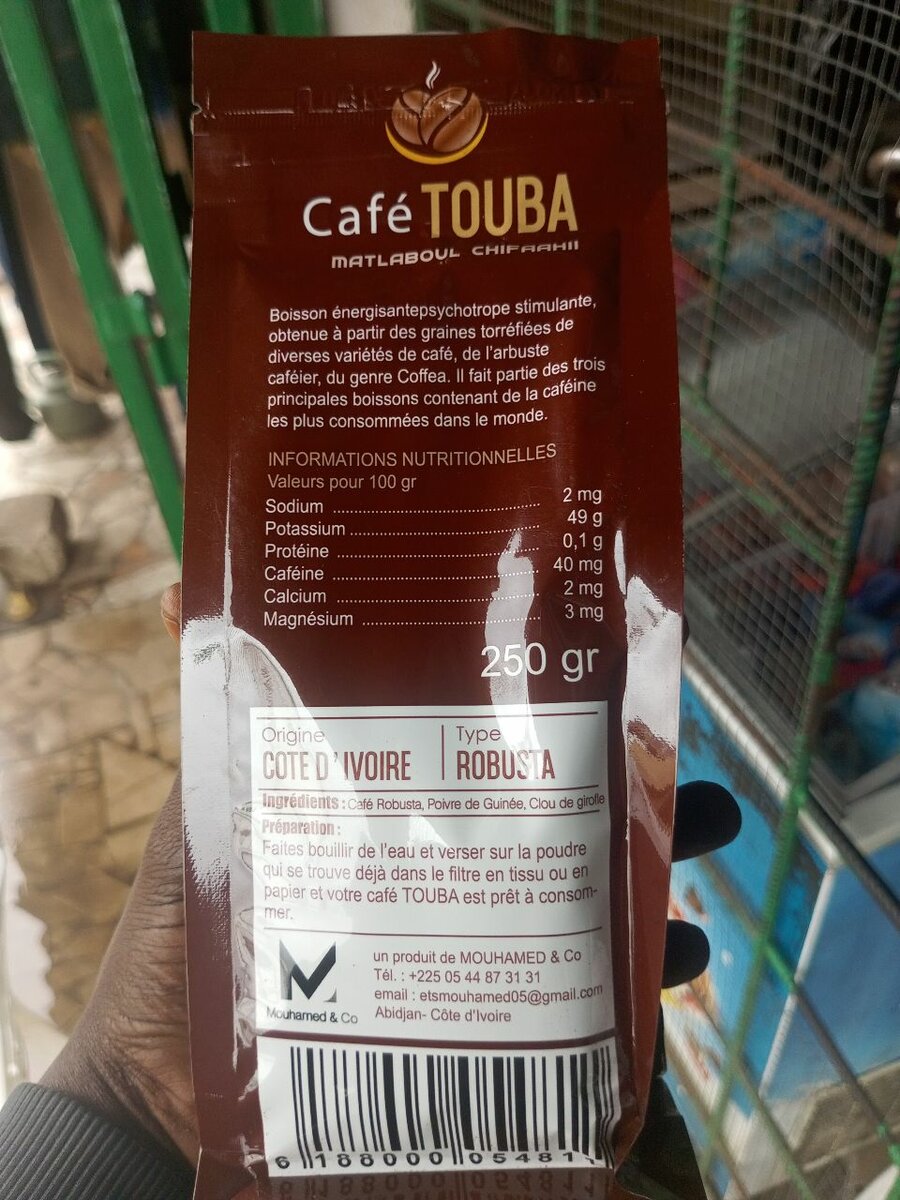 Café TOUBA
MATLABOUL CHIFAAHII
Boisson énergisantepsychotrope stimulante,
obtenue à partir des graines torréfiées de
diverses variétés de café, de l'arbuste
caféier, du genre Coffea. Il fait partie des trois
principales boissons contenant de la caféine
les plus consommées dans le monde.
INFORMATIONS NUTRITIONNELLES
Valeurs pour 100 gr
Sodium ........ 2 mg
Potassium ........ 49 g
Protéine ........ 0,1 g
Caféine ........ 40 mg
Calcium ........ 2 mg
Magnésium ........ 3 mg
250 gr
Origine
COTE D'IVOIRE
Type
ROBUSTA
Ingrédients : Café Robusta, Poivre de Guinée, Clou de girofle
Préparation :
Faites bouillir de l'eau et verser sur la poudre
qui se trouve déjà dans le filtre en tissu ou en
papier et votre café TOUBA est prêt à consom-
mer.
M
Mouhamed & Co
un produit de MOUHAMED & Co
Tél. : +225 05 44 87 31 31
email : etsmouhamed05@gmail.com
Abidjan- Côte d'Ivoire
6 188000 05481